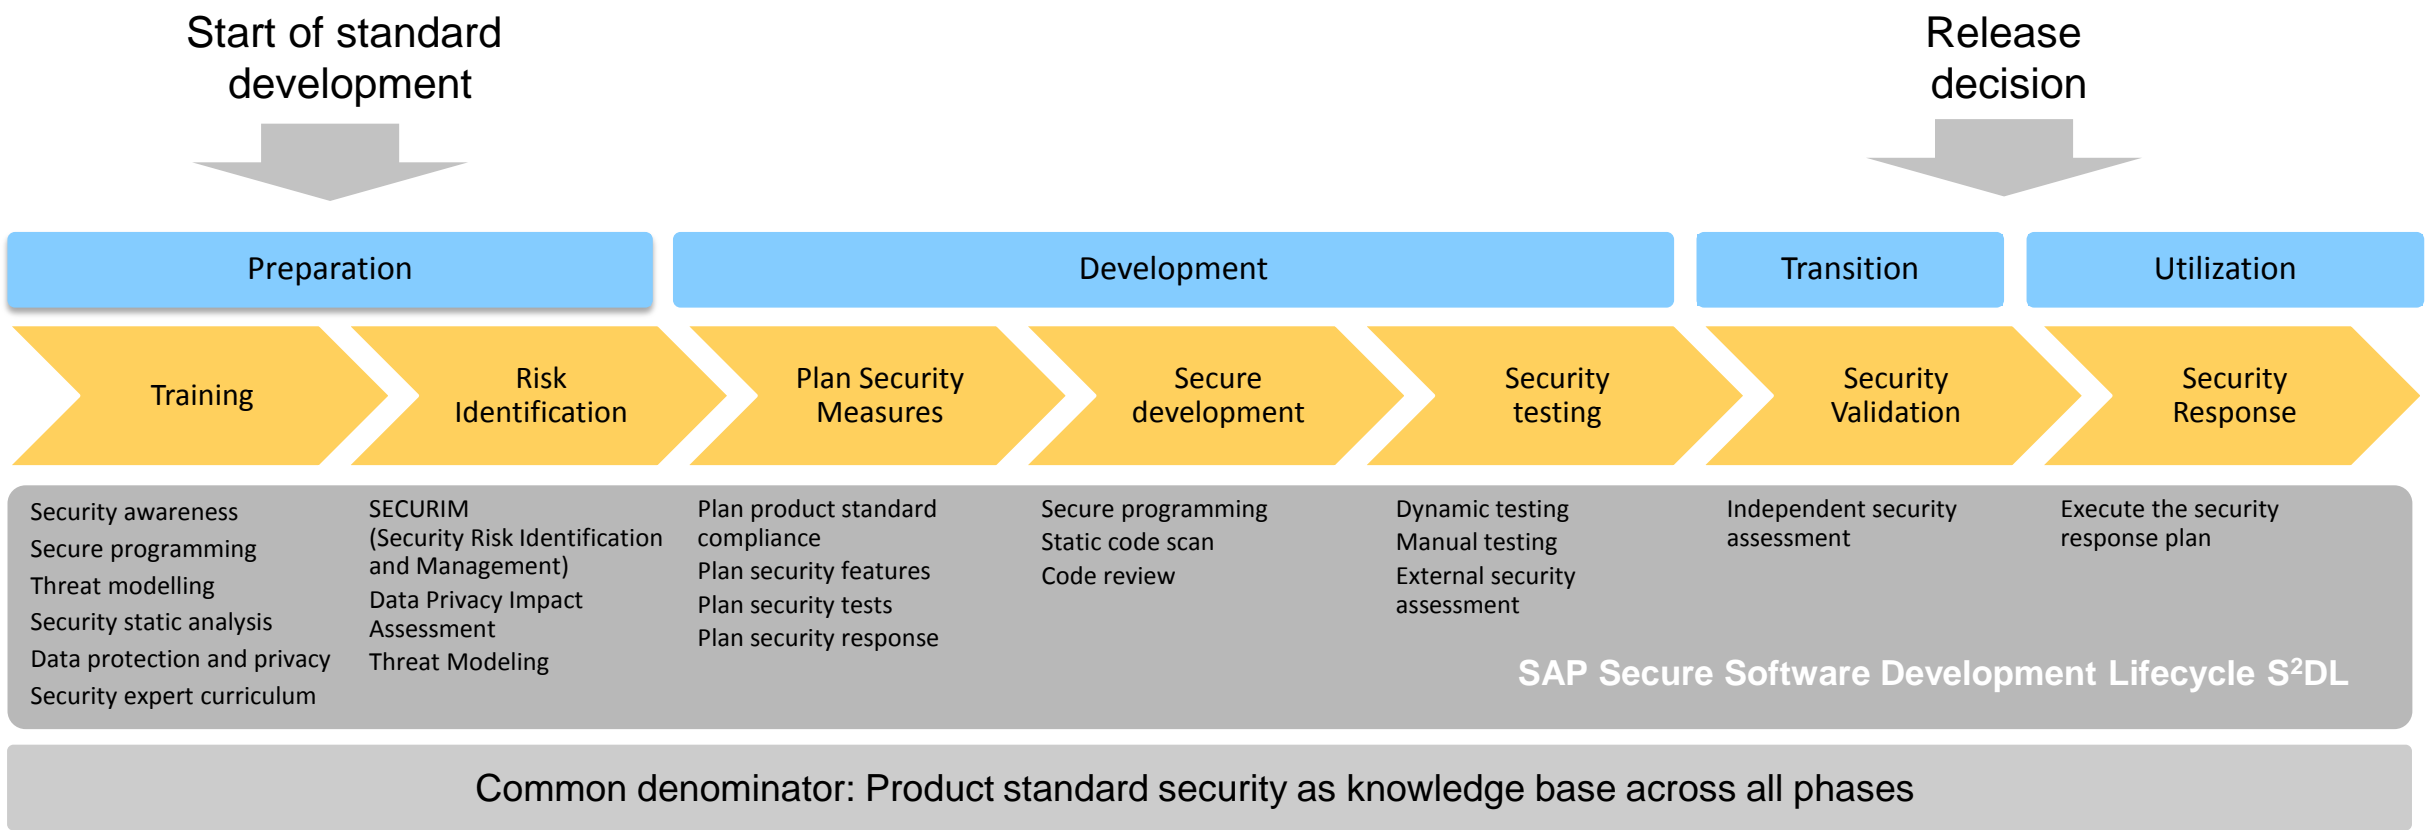 Start of standard
development
Release
decision
Preparation
Development
Transition
Utilization
Training
Risk
Identification
Plan Security
Measures
Secure
development
Security
testing
Security
Validation
Security
Response
Security awareness
Secure programming
Threat modelling
Security static analysis
Data protection and privacy
Security expert curriculum
SECURIM
(Security Risk Identification
and Management)
Data Privacy Impact
Assessment
Threat Modeling
Plan product standard
compliance
Plan security features
Plan security tests
Plan security response
Secure programming
Static code scan
Code review
Dynamic testing
Manual testing
External security
assessment
Independent security
assessment
Execute the security
response plan
SAP Secure Software Development Lifecycle S²DL
Common denominator: Product standard security as knowledge base across all phases